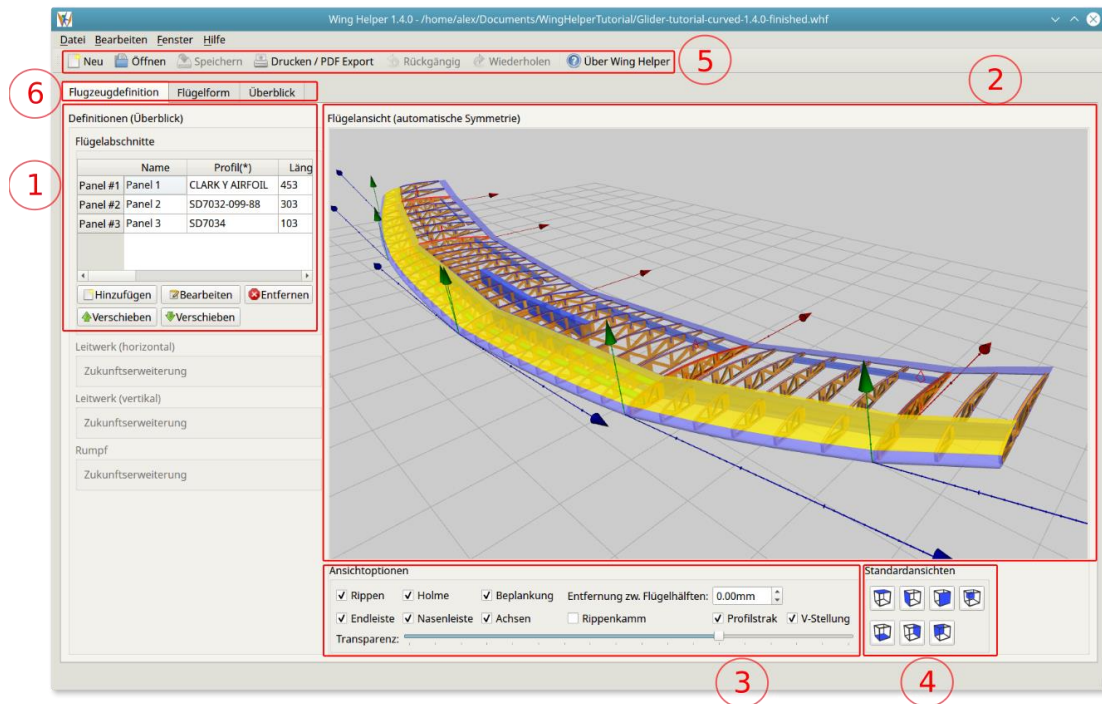 Wing Helper 1.4.0 - /home/alex/Documents/WingHelperTutorial/Glider-tutorial-curved-1.4.0-finished.whf
Datei Bearbeiten Fenster Hilfe
Neu Öffnen Speichern Drucken / PDF Export Rückgängig Wiederholen Über Wing Helper
5
2
6
Flugzeugdefinition Flügelform Überblick
Definitionen (Überblick)
Flügelabschnitte
Name Profil(*) Läng
Panel #1 Panel 1 CLARK Y AIRFOIL 453
Panel #2 Panel 2 SD7032-099-88 303
Panel #3 Panel 3 SD7034 103
1
Hinzufügen Bearbeiten Entfernen
Verschieben Verschieben
Leitwerk (horizontal)
Zukunftserweiterung
Leitwerk (vertikal)
Zukunftserweiterung
Rumpf
Zukunftserweiterung
Flügelansicht (automatische Symmetrie)
Ansichtoptionen
Rippen Holme Beplankung Entfernung zw. Flügelhälften: 0.00mm
Endleiste Nasenleiste Achsen Rippenkamm Profilstrak V-Stellung
Transparenz:
Standardansichten
3
4